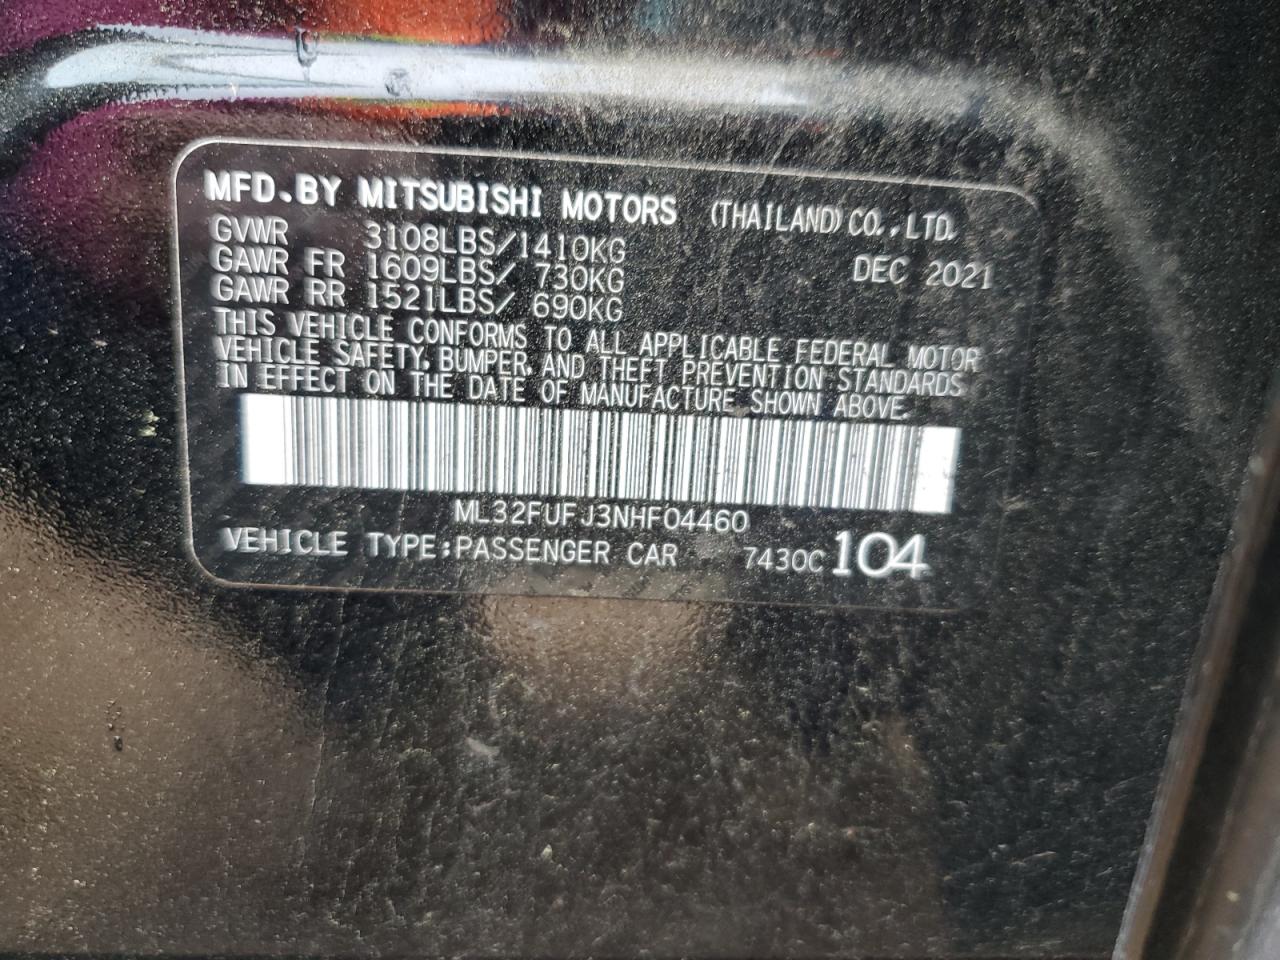 MFD.BY MITSUBISHI MOTORS (THAILAND) CO., LTD.
GVWR 3108LBS/1410KG DEC 2021
GAWR FR 1609LBS/ 730KG
GAWR RR 1521LBS/ 690KG
THIS VEHICLE CONFORMS TO ALL APPLICABLE FEDERAL MOTOR
VEHICLE SAFETY, BUMPER, AND THEFT PREVENTION STANDARDS
IN EFFECT ON THE DATE OF MANUFACTURE SHOWN ABOVE.
ML32FUFJ3NHF04460
VEHICLE TYPE:PASSENGER CAR 7430C 104